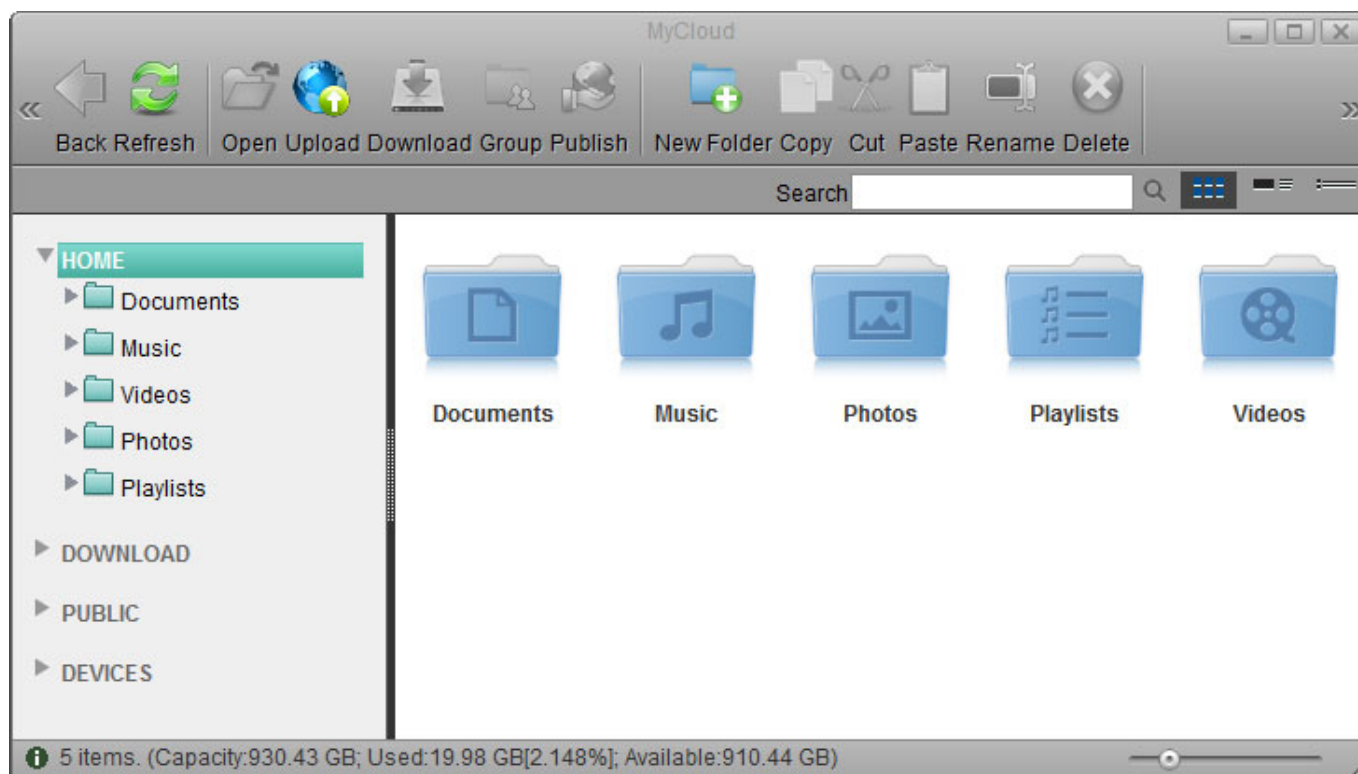 MyCloud
Back Refresh Open Upload Download Group Publish New Folder Copy Cut Paste Rename Delete
Search
HOME
Documents
Music
Videos
Photos
Playlists
DOWNLOAD
PUBLIC
DEVICES
Documents Music Photos Playlists Videos
5 items. (Capacity:930.43 GB; Used:19.98 GB[2.148%]; Available:910.44 GB)